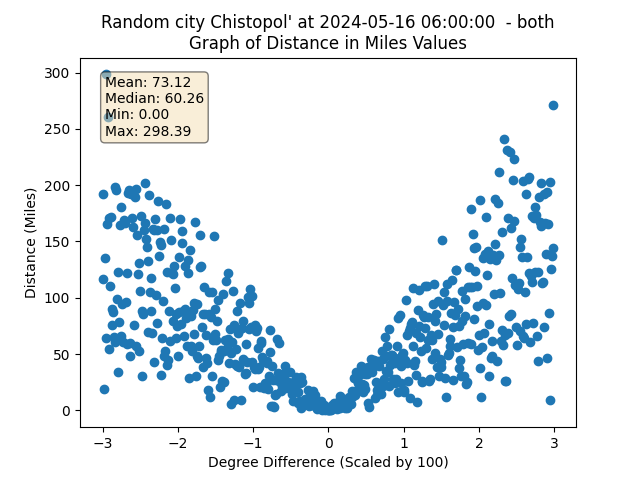 Random city Chistopol' at 2024-05-16 06:00:00  - both
Graph of Distance in Miles Values
300
250
200
150
100
50
0
Mean: 73.12
Median: 60.26
Min: 0.00
Max: 298.39
Distance (Miles)
−3
−2
−1
0
1
2
3
Degree Difference (Scaled by 100)